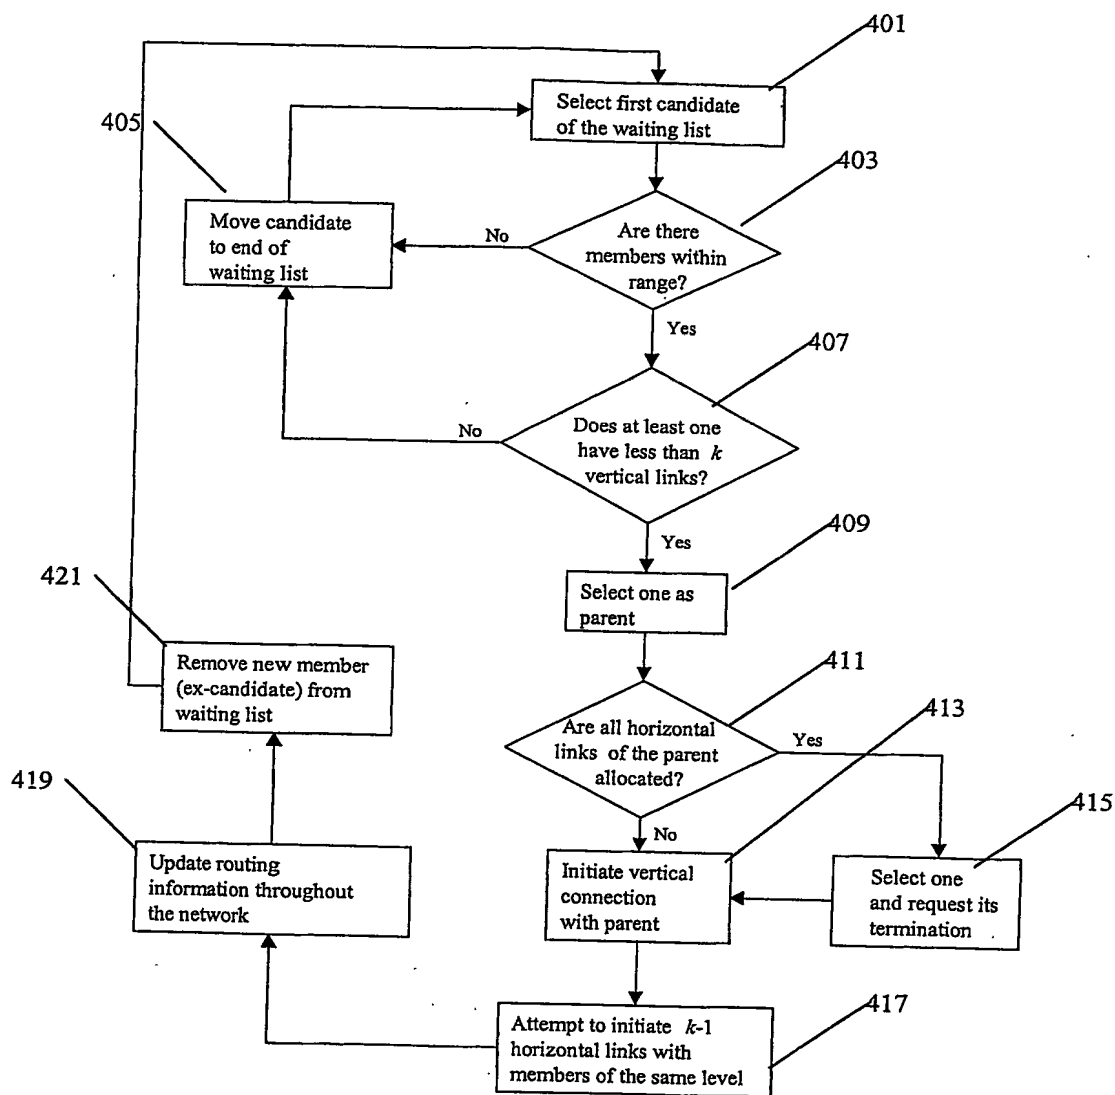 401
Select first candidate
of the waiting list
403
405
Move candidate
to end of
waiting list
No
Are there
members within
range?
Yes
407
No
Does at least one
have less than k
vertical links?
Yes
409
Select one as
parent
421
Remove new member
(ex-candidate) from
waiting list
411
Are all horizontal
links of the parent
allocated?
Yes
413
No
415
419
Update routing
information throughout
the network
Initiate vertical
connection
with parent
Select one
and request its
termination
417
Attempt to initiate k-1
horizontal links with
members of the same level